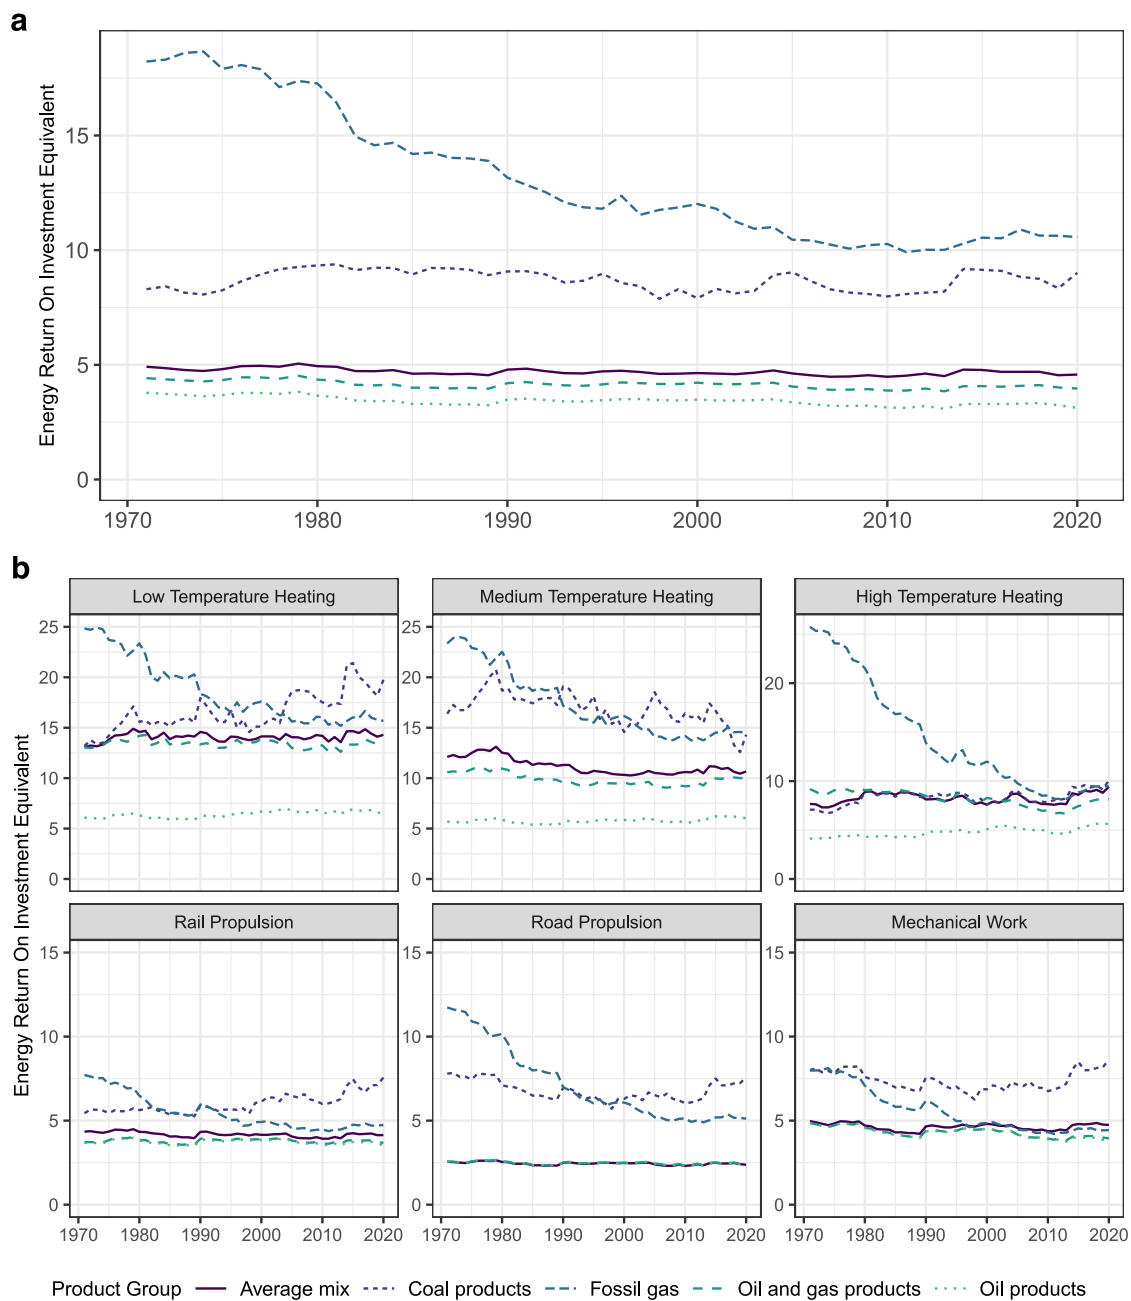 a
Energy Return On Investment Equivalent
15
10
5
0
1970 1980 1990 2000 2010 2020
b
Energy Return On Investment Equivalent
Low Temperature Heating Medium Temperature Heating High Temperature Heating
25 25
20 20 20
15 15
10 10 10
5 5
0 0 0
Rail Propulsion Road Propulsion Mechanical Work
15 15 15
10 10 10
5 5 5
0 0 0
1970 1980 1990 2000 2010 2020 1970 1980 1990 2000 2010 2020 1970 1980 1990 2000 2010 2020
Product Group Average mix Coal products Fossil gas Oil and gas products Oil products